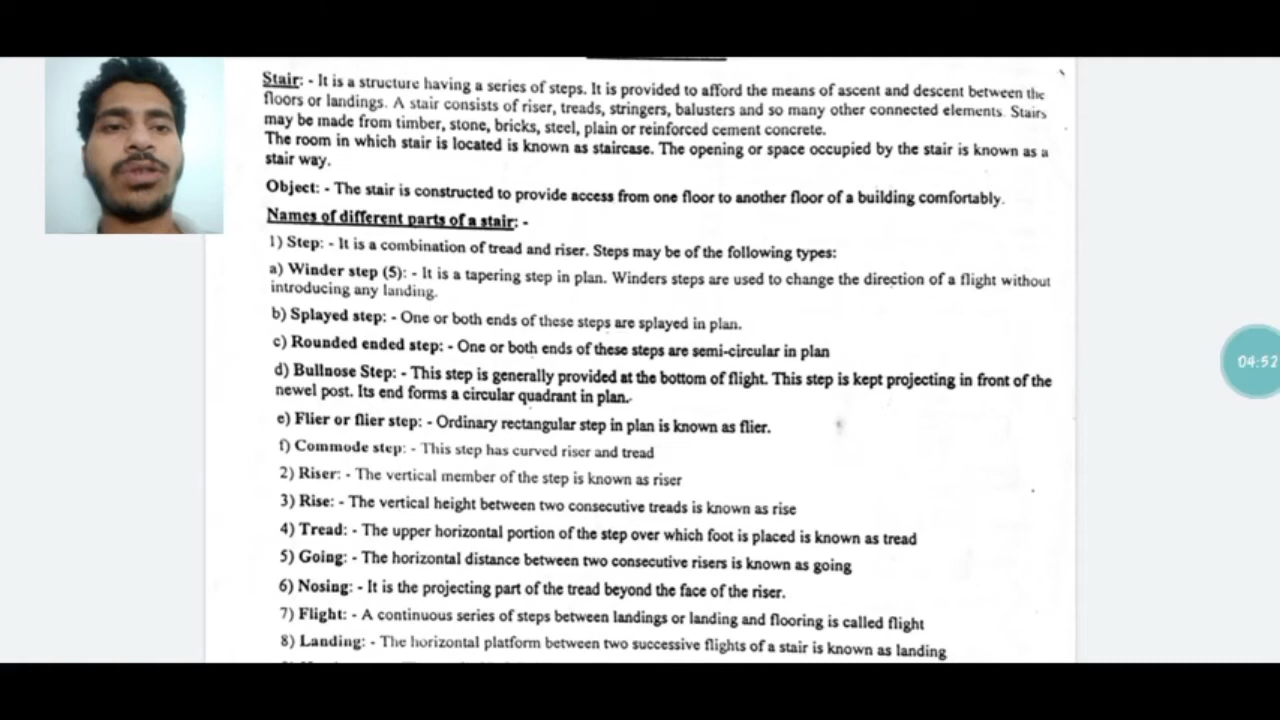 Stair: - It is a structure having a series of steps. It is provided to afford the means of ascent and descent between the
floors or landings. A stair consists of riser, treads, stringers, balusters and so many other connected elements. Stairs
may be made from timber, stone, bricks, steel, plain or reinforced cement concrete.
The room in which stair is located is known as staircase. The opening or space occupied by the stair is known as a
stair way.
Object: - The stair is constructed to provide access from one floor to another floor of a building comfortably.
Names of different parts of a stair: -
1) Step: - It is a combination of tread and riser. Steps may be of the following types:
a) Winder step (5): - It is a tapering step in plan. Winders steps are used to change the direction of a flight without
introducing any landing.
b) Splayed step: - One or both ends of these steps are splayed in plan.
c) Rounded ended step: - One or both ends of these steps are semi-circular in plan
d) Bullnose Step: - This step is generally provided at the bottom of flight. This step is kept projecting in front of the
newel post. Its end forms a circular quadrant in plan.
e) Flier or flier step: - Ordinary rectangular step in plan is known as flier.
f) Commode step: - This step has curved riser and tread
2) Riser: - The vertical member of the step is known as riser
3) Rise: - The vertical height between two consecutive treads is known as rise
4) Tread: - The upper horizontal portion of the step over which foot is placed is known as tread
5) Going: - The horizontal distance between two consecutive risers is known as going
6) Nosing: - It is the projecting part of the tread beyond the face of the riser.
7) Flight: - A continuous series of steps between landings or landing and flooring is called flight
8) Landing: - The horizontal platform between two successive flights of a stair is known as landing
04:52